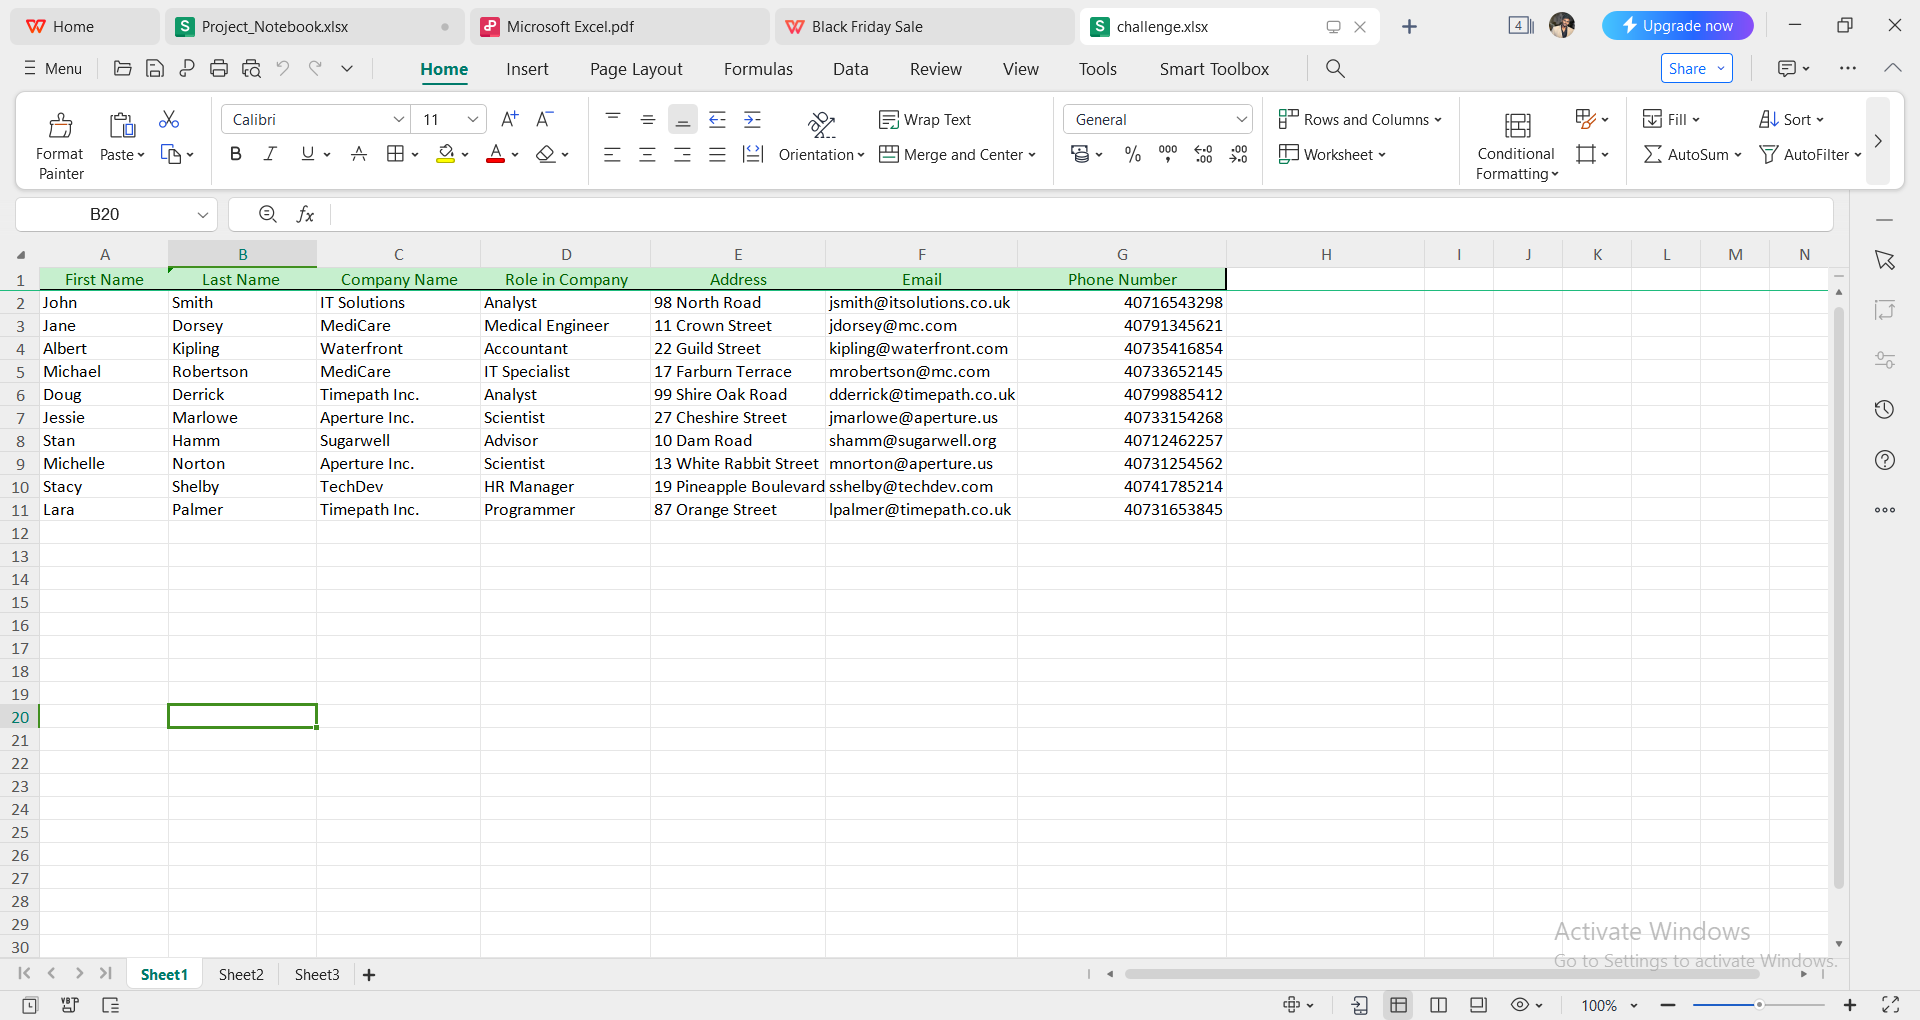 Home Project_Notebook.xlsx Microsoft Excel.pdf Black Friday Sale challenge.xlsx 4 Upgrade now
Menu Home Insert Page Layout Formulas Data Review View Tools Smart Toolbox Share
Calibri 11 Wrap Text General Rows and Columns Fill Sort
Format Painter Paste Orientation Merge and Center Worksheet Conditional Formatting AutoSum AutoFilter
B20 fx
A B C D E F G H I J K L M N
1 First Name Last Name Company Name Role in Company Address Email Phone Number
2 John Smith IT Solutions Analyst 98 North Road jsmith@itsolutions.co.uk 40716543298
3 Jane Dorsey MediCare Medical Engineer 11 Crown Street jdorsey@mc.com 40791345621
4 Albert Kipling Waterfront Accountant 22 Guild Street kipling@waterfront.com 40735416854
5 Michael Robertson MediCare IT Specialist 17 Farburn Terrace mrobertson@mc.com 40733652145
6 Doug Derrick Timepath Inc. Analyst 99 Shire Oak Road dderrick@timepath.co.uk 40799885412
7 Jessie Marlowe Aperture Inc. Scientist 27 Cheshire Street jmarlowe@aperture.us 40733154268
8 Stan Hamm Sugarwell Advisor 10 Dam Road shamm@sugarwell.org 40712462257
9 Michelle Norton Aperture Inc. Scientist 13 White Rabbit Street mnorton@aperture.us 40731254562
10 Stacy Shelby TechDev HR Manager 19 Pineapple Boulevard sshelby@techdev.com 40741785214
11 Lara Palmer Timepath Inc. Programmer 87 Orange Street lpalmer@timepath.co.uk 40731653845
12
13
14
15
16
17
18
19
20
21
22
23
24
25
26
27
28
29
30
Activate Windows
Go to Settings to activate Windows.
Sheet1 Sheet2 Sheet3
100%